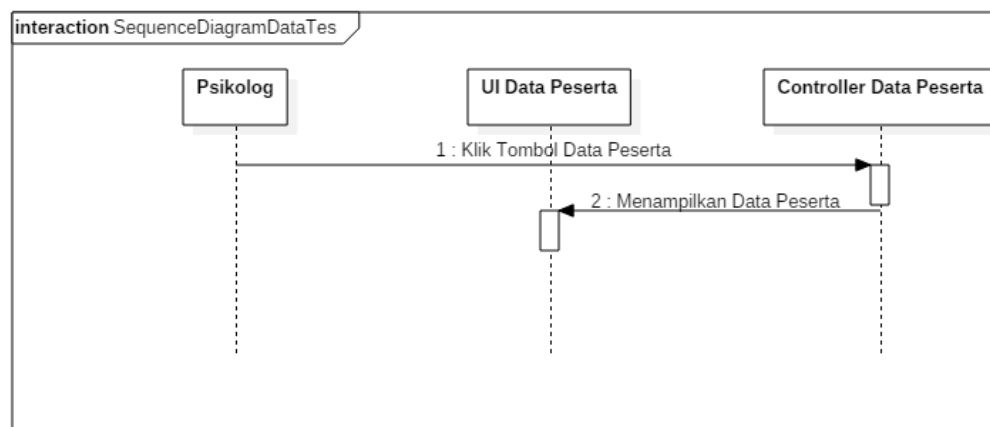 interaction SequenceDiagramDataTes
Psikolog
UI Data Peserta
Controller Data Peserta
1 : Klik Tombol Data Peserta
2 : Menampilkan Data Peserta